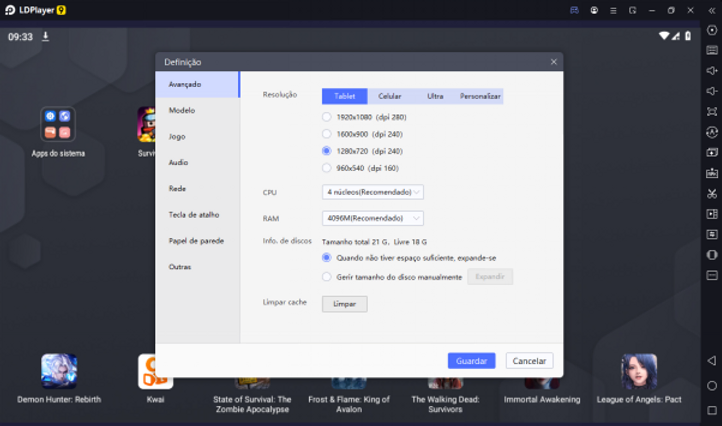 LDPlayer 9
09:33
Definição
Avançado
Modelo
Jogo
Audio
Rede
Tecla de atalho
Papel de parede
Outras
Resolução
Tablet Celular Ultra Personalizar
1920x1080 (dpi 280)
1600x900 (dpi 240)
1280x720 (dpi 240)
960x540 (dpi 160)
CPU 4 núcleos(Recomendado)
RAM 4096M(Recomendado)
Info. de discos Tamanho total 21 G, Livre 18 G
Quando não tiver espaço suficiente, expande-se
Gerir tamanho do disco manualmente Expandir
Limpar cache Limpar
Guardar Cancelar
Apps do sistema
Demon Hunter: Rebirth
Kwai
State of Survival: The
Zombie Apocalypse
Frost & Flame: King of
Avalon
The Walking Dead:
Survivors
Immortal Awakening
League of Angels: Pact